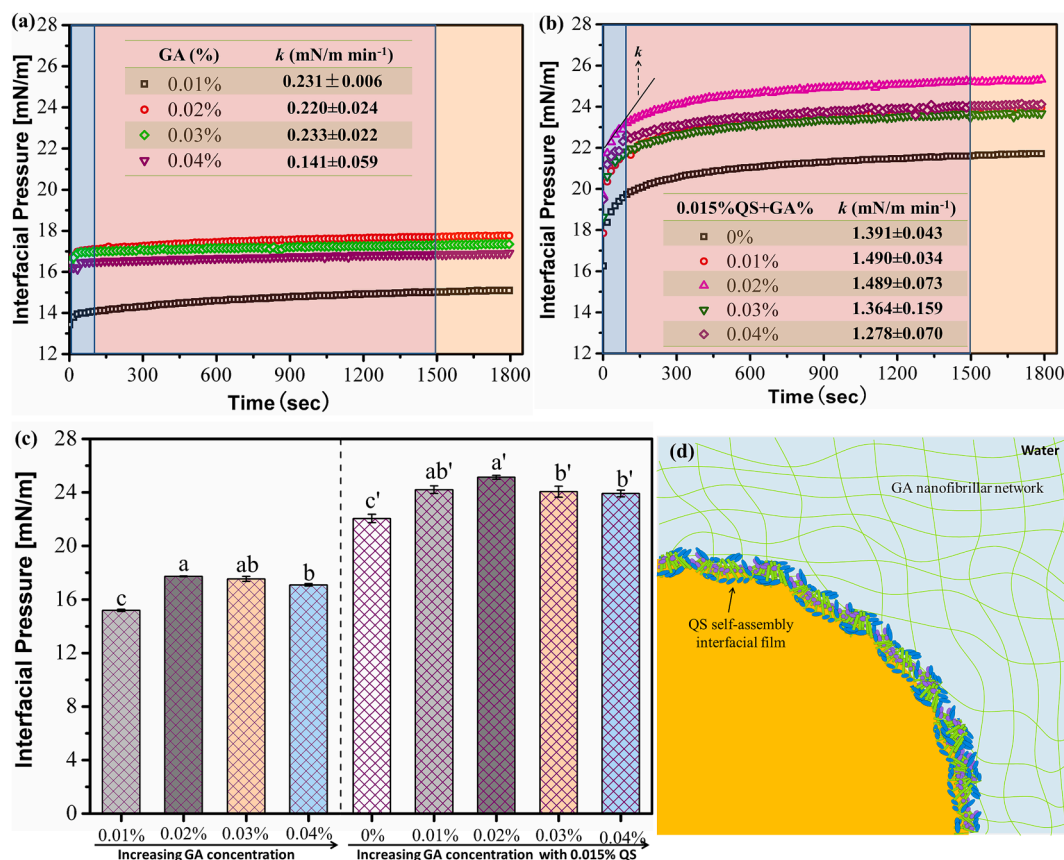 (a)
28
26
24
22
20
18
16
14
12
Interfacial Pressure [mN/m]
GA (%) k (mN/m min⁻¹)
0.01% 0.231±0.006
0.02% 0.220±0.024
0.03% 0.233±0.022
0.04% 0.141±0.059
0 300 600 900 1200 1500 1800
Time (sec)
(b)
28
26
24
22
20
18
16
14
12
Interfacial Pressure [mN/m]
k
0.015%QS+GA% k (mN/m min⁻¹)
0% 1.391±0.043
0.01% 1.490±0.034
0.02% 1.489±0.073
0.03% 1.364±0.159
0.04% 1.278±0.070
0 300 600 900 1200 1500 1800
Time (sec)
(c)
28
24
20
16
12
8
4
0
Interfacial Pressure [mN/m]
c a ab b c' ab' a' b' b'
0.01% 0.02% 0.03% 0.04% 0% 0.01% 0.02% 0.03% 0.04%
Increasing GA concentration Increasing GA concentration with 0.015% QS
(d)
Water
GA nanofibrillar network
QS self-assembly
interfacial film